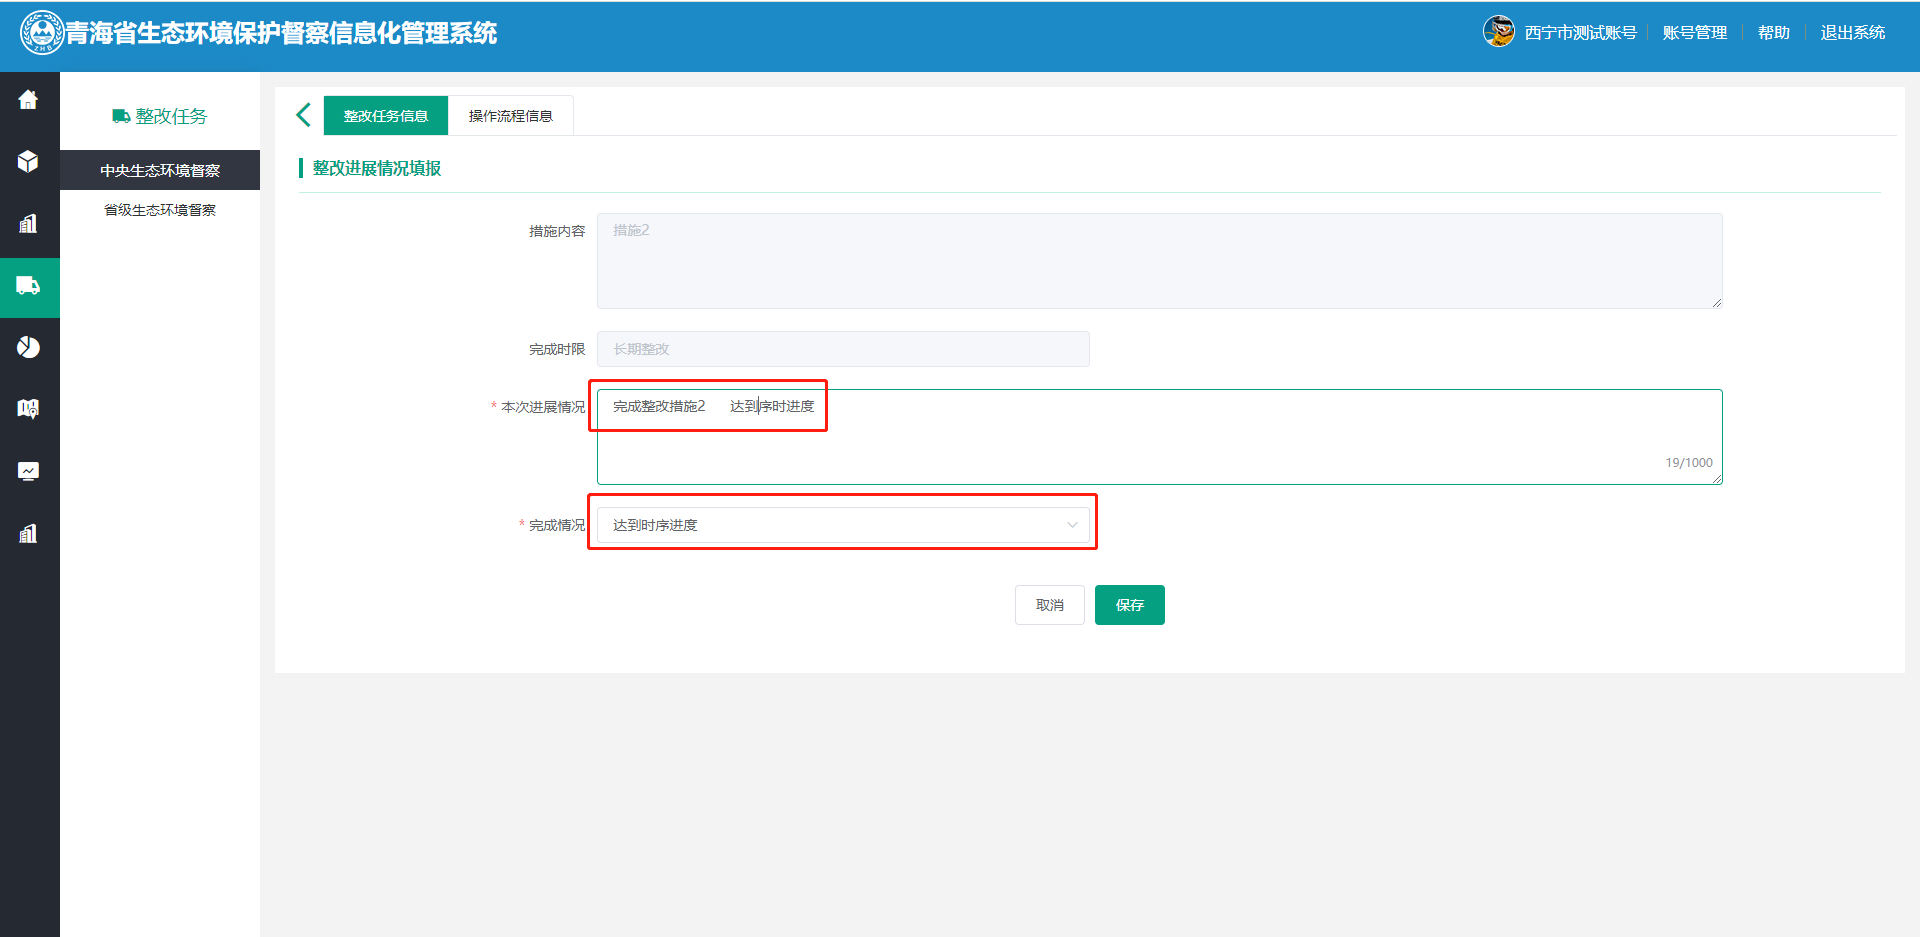 青海省生态环境保护督察信息化管理系统
西宁市测试账号
账号管理
帮助
退出系统
整改任务
中央生态环境督察
省级生态环境督察
整改任务信息
操作流程信息
整改进展情况填报
措施内容
措施2
完成时限
长期整改
* 本次进展情况
完成整改措施2 达到序时进度
19/1000
* 完成情况
达到时序进度
取消
保存
ZHB